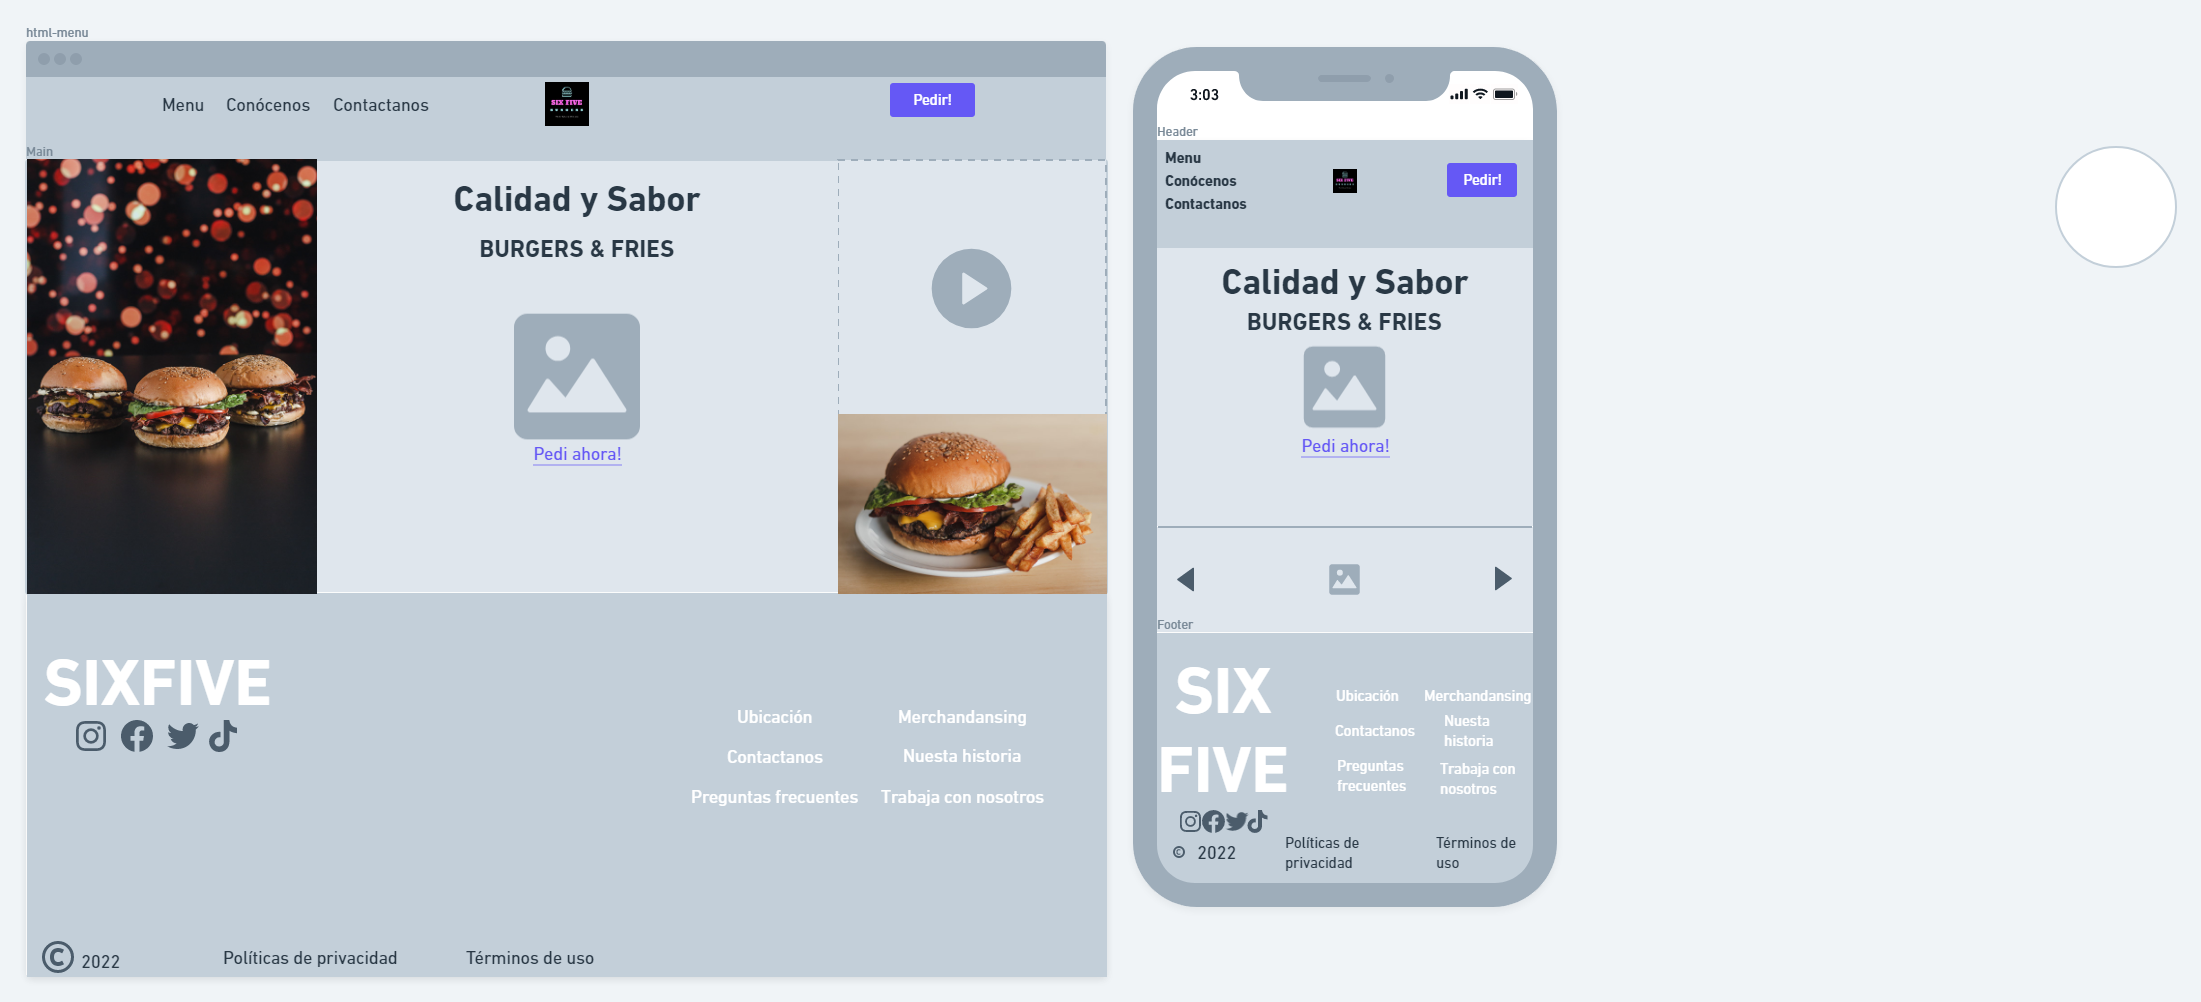 html-menu
Menu Conócenos Contactanos
SIX FIVE
BURGERS
Pedir!
Main
Calidad y Sabor
BURGERS & FRIES
Pedi ahora!
SIXFIVE
Ubicación Merchandansing
Contactanos Nuesta historia
Preguntas frecuentes Trabaja con nosotros
© 2022 Políticas de privacidad Términos de uso
3:03
Header
Menu
Conócenos
Contactanos
SIX FIVE
Pedir!
Calidad y Sabor
BURGERS & FRIES
Pedi ahora!
Footer
SIX
FIVE
Ubicación
Merchandansing
Contactanos
Nuesta
historia
Preguntas
frecuentes
Trabaja con
nosotros
© 2022
Políticas de
privacidad
Términos de
uso